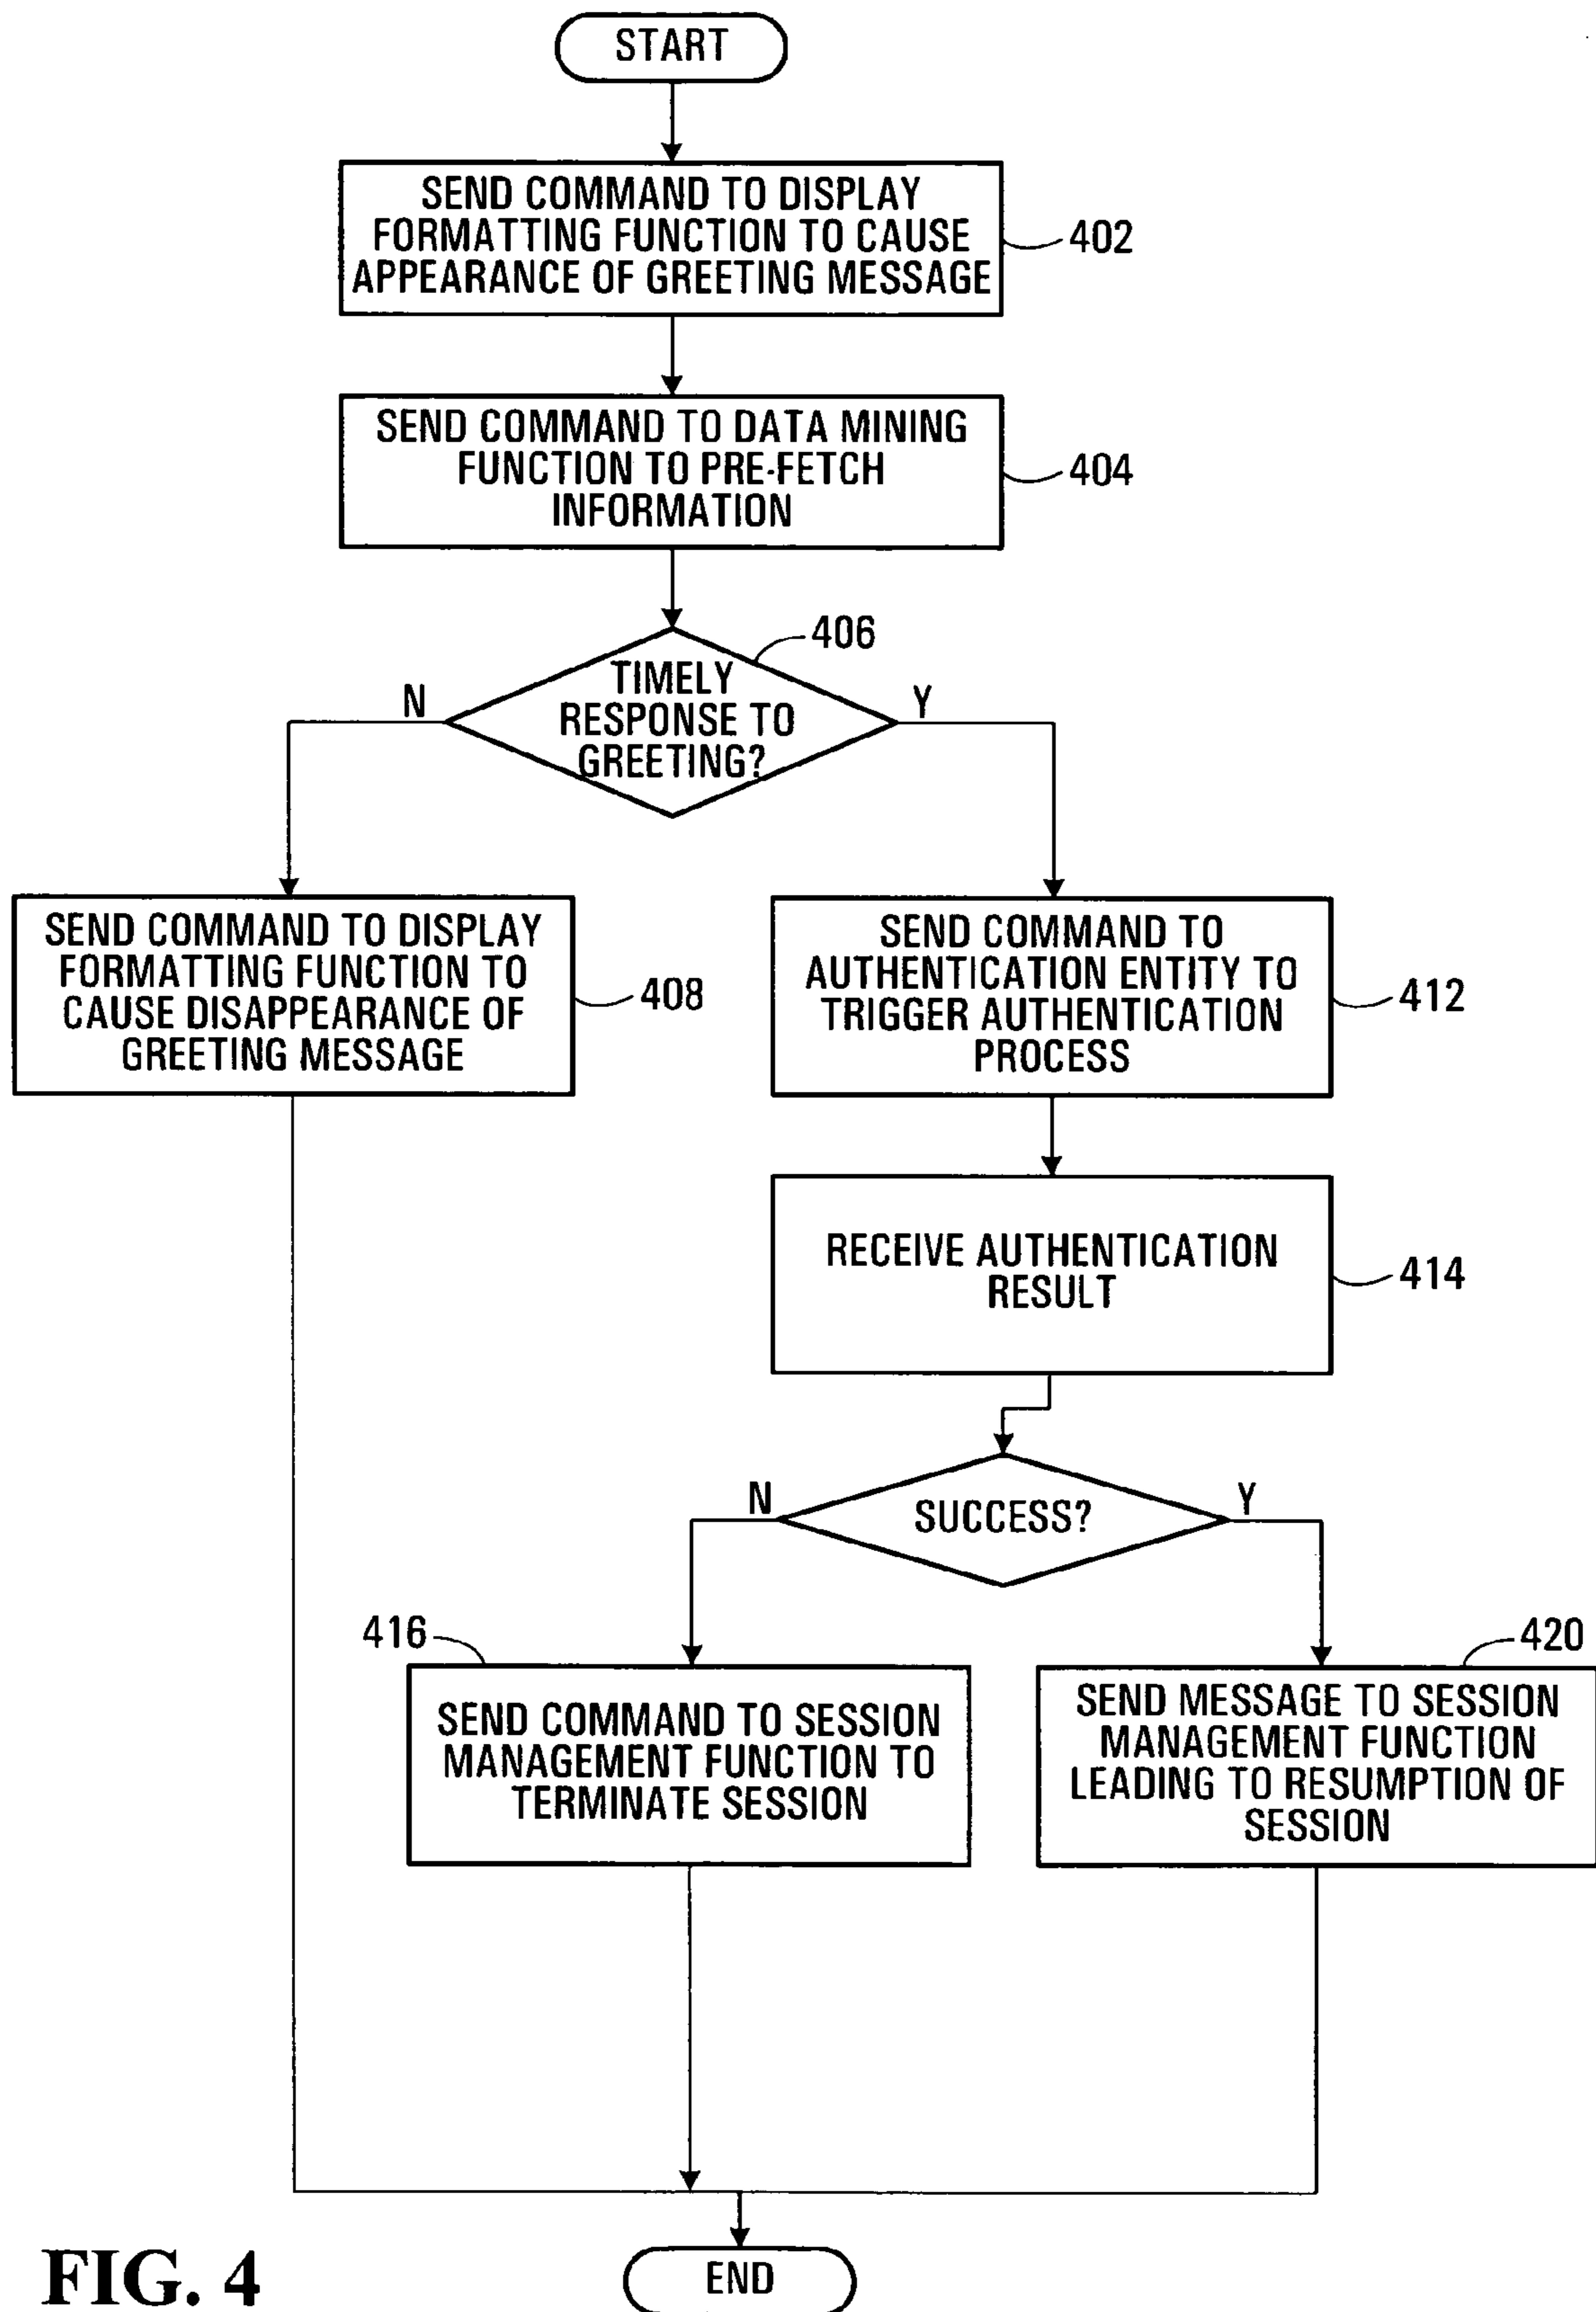 START
SEND COMMAND TO DISPLAY
FORMATTING FUNCTION TO CAUSE
APPEARANCE OF GREETING MESSAGE
402
SEND COMMAND TO DATA MINING
FUNCTION TO PRE-FETCH
INFORMATION
404
406
TIMELY
RESPONSE TO
GREETING?
N
Y
SEND COMMAND TO DISPLAY
FORMATTING FUNCTION TO
CAUSE DISAPPEARANCE OF
GREETING MESSAGE
408
SEND COMMAND TO
AUTHENTICATION ENTITY TO
TRIGGER AUTHENTICATION
PROCESS
412
RECEIVE AUTHENTICATION
RESULT
414
SUCCESS?
N
Y
416
SEND COMMAND TO SESSION
MANAGEMENT FUNCTION TO
TERMINATE SESSION
420
SEND MESSAGE TO SESSION
MANAGEMENT FUNCTION
LEADING TO RESUMPTION OF
SESSION
END
FIG. 4